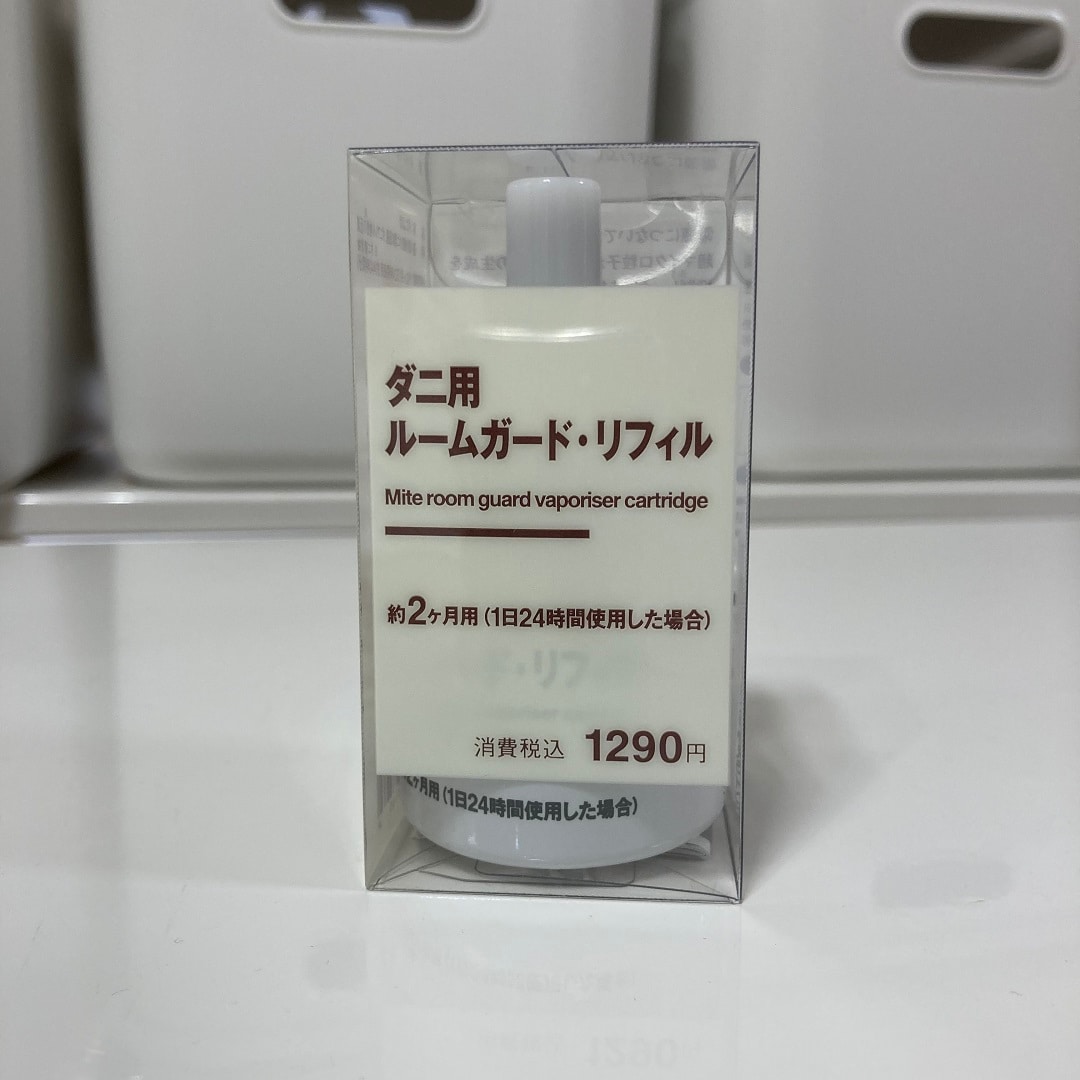 ダニ用
ルームガード・リフィル
Mite room guard vaporiser cartridge
約2ヶ月用(1日24時間使用した場合)
ド・リフ
消費税込 1290円
ヶ月用(1日24時間使用した場合)